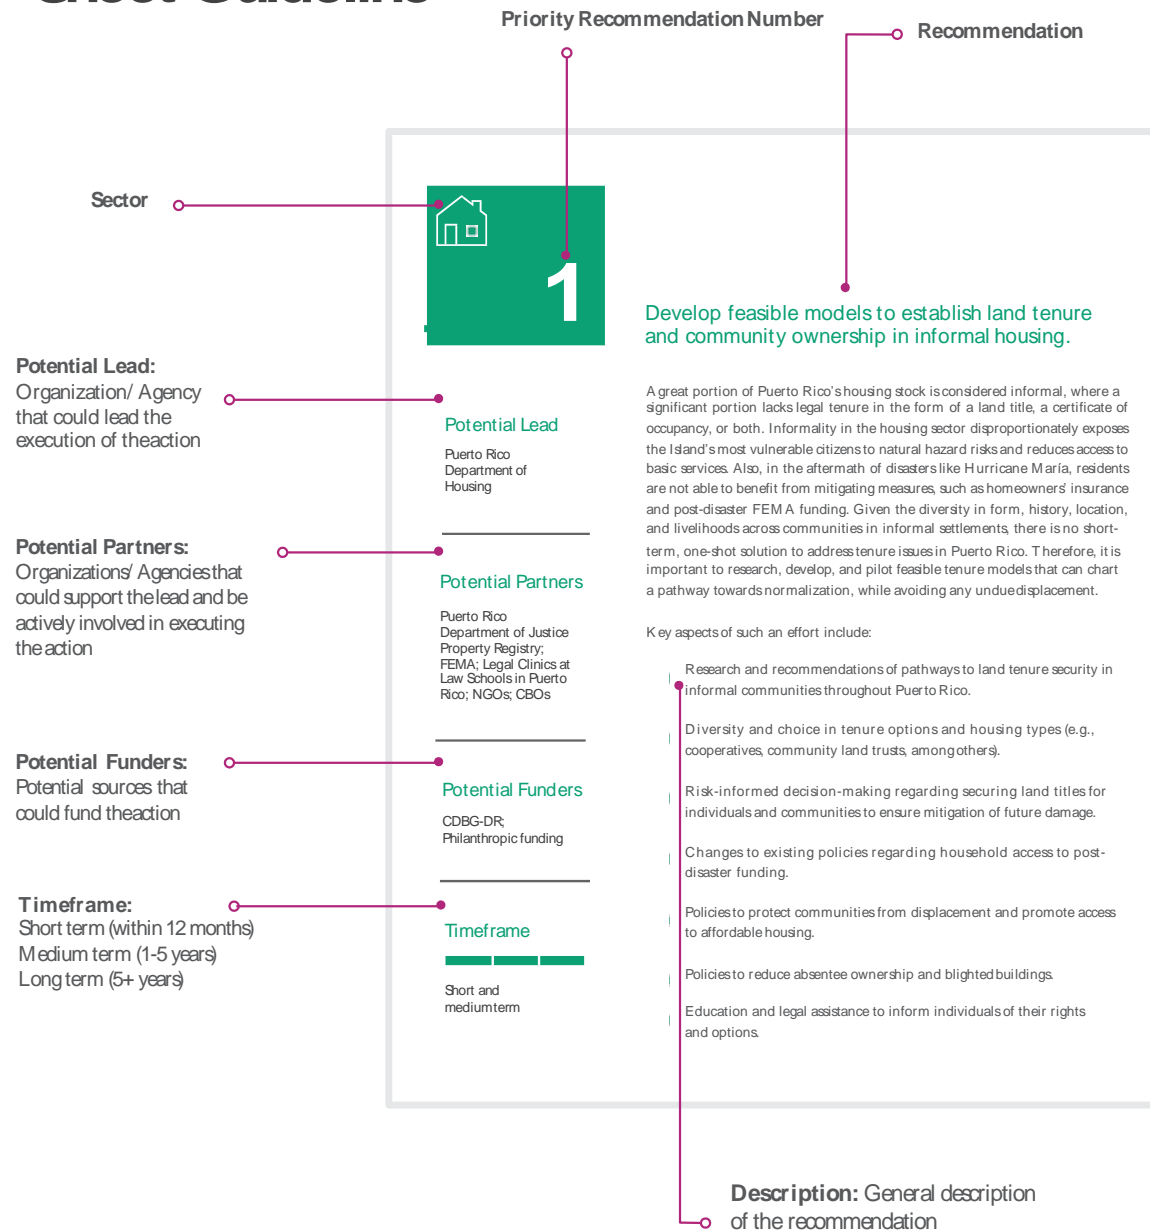 Sheet Guideline
Priority Recommendation Number
Recommendation
Sector
1
Develop feasible models to establish land tenure
and community ownership in informal housing.
Potential Lead:
Organization/ Agency
that could lead the
execution of theaction
Potential Lead
Puerto Rico
Department of
Housing
A great portion of Puerto Rico's housing stock is considered informal, where a
significant portion lacks legal tenure in the form of a land title, a certificate of
occupancy, or both. Informality in the housing sector disproportionately exposes
the Island's most vulnerable citizens to natural hazard risks and reduces access to
basic services. Also, in the aftermath of disasters like Hurricane María, residents
are not able to benefit from mitigating measures, such as homeowners' insurance
and post-disaster FEMA funding. Given the diversity in form, history, location,
and livelihoods across communities in informal settlements, there is no short-
term, one-shot solution to address tenure issues in Puerto Rico. Therefore, it is
important to research, develop, and pilot feasible tenure models that can chart
a pathway towards normalization, while avoiding any undue displacement.
Potential Partners:
Organizations/ Agencies that
could support the lead and be
actively involved in executing
the action
Potential Partners
Puerto Rico
Department of Justice
Property Registry;
FEMA; Legal Clinics at
Law Schools in Puerto
Rico; NGOs; CBOs
Key aspects of such an effort include:
Research and recommendations of pathways to land tenure security in
informal communities throughout Puerto Rico.
Diversity and choice in tenure options and housing types (e.g.,
cooperatives, community land trusts, among others).
Risk-informed decision-making regarding securing land titles for
individuals and communities to ensure mitigation of future damage.
Changes to existing policies regarding household access to post-
disaster funding.
Policies to protect communities from displacement and promote access
to affordable housing.
Policies to reduce absentee ownership and blighted buildings.
Education and legal assistance to inform individuals of their rights
and options.
Potential Funders:
Potential sources that
could fund theaction
Potential Funders
CDBG-DR;
Philanthropic funding
Timeframe:
Short term (within 12 months)
Medium term (1-5 years)
Long term (5+ years)
Timeframe
Short and
medium term
Description: General description
of the recommendation